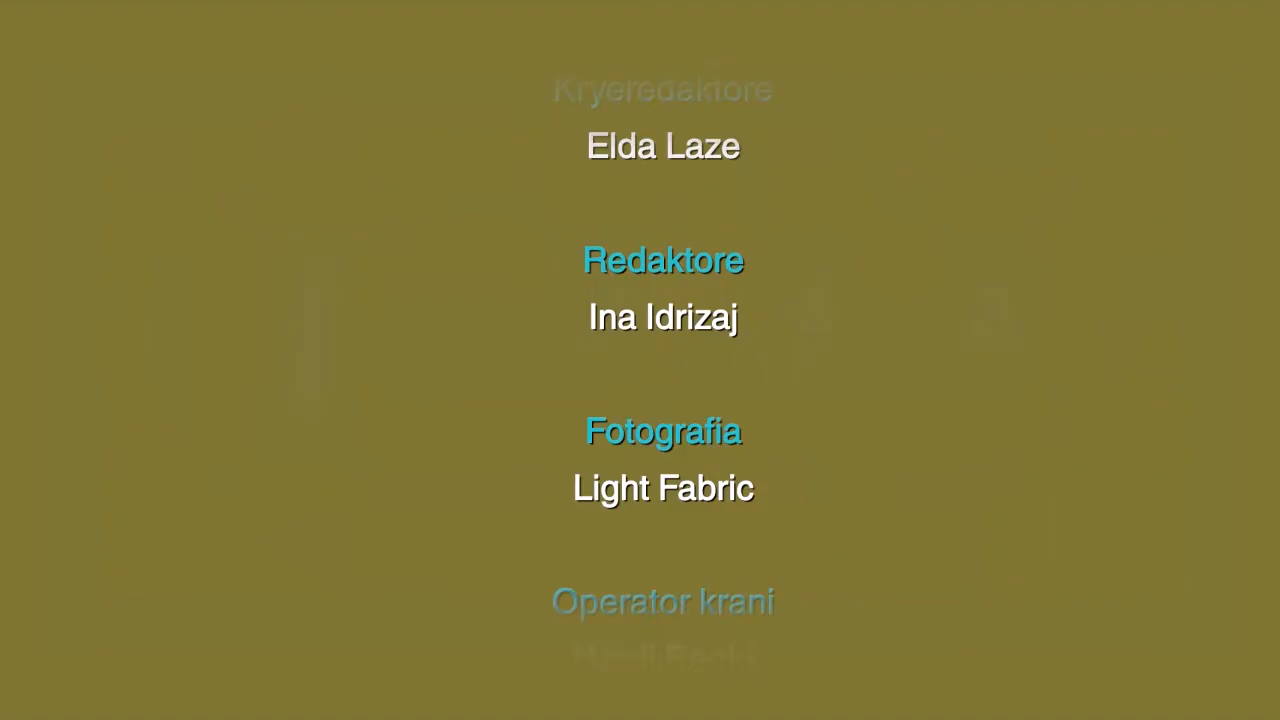 Kryeredaktore
Elda Laze
Redaktore
Ina Idrizaj
Fotografia
Light Fabric
Operator krani